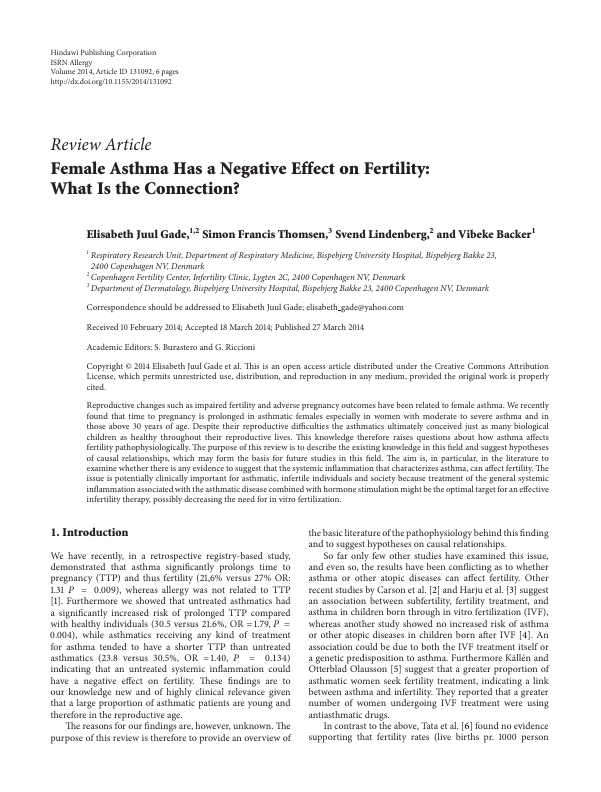 Hindawi Publishing Corporation
ISRN Allergy
Volume 2014, Article ID 131092, 6 pages
http://dx.doi.org/10.1155/2014/131092
Review Article
Female Asthma Has a Negative Effect on Fertility:
What Is the Connection?
Elisabeth Juul Gade,1,2 Simon Francis Thomsen,3 Svend Lindenberg,2 and Vibeke Backer1
1 Respiratory Research Unit, Department of Respiratory Medicine, Bispebjerg University Hospital, Bispebjerg Bakke 23,
2400 Copenhagen NV, Denmark
2 Copenhagen Fertility Center, Infertility Clinic, Lygten 2C, 2400 Copenhagen NV, Denmark
3 Department of Dermatology, Bispebjerg University Hospital, Bispebjerg Bakke 23, 2400 Copenhagen NV, Denmark
Correspondence should be addressed to Elisabeth Juul Gade; elisabeth_gade@yahoo.com
Received 10 February 2014; Accepted 18 March 2014; Published 27 March 2014
Academic Editors: S. Burastero and G. Riccioni
Copyright © 2014 Elisabeth Juul Gade et al. This is an open access article distributed under the Creative Commons Attribution
License, which permits unrestricted use, distribution, and reproduction in any medium, provided the original work is properly
cited.
Reproductive changes such as impaired fertility and adverse pregnancy outcomes have been related to female asthma. We recently
found that time to pregnancy is prolonged in asthmatic females especially in women with moderate to severe asthma and in
those above 30 years of age. Despite their reproductive difficulties the asthmatics ultimately conceived just as many biological
children as healthy throughout their reproductive lives. This knowledge therefore raises questions about how asthma affects
fertility pathophysiologically. The purpose of this review is to describe the existing knowledge in this field and suggest hypotheses
of causal relationships, which may form the basis for future studies in this field. The aim is, in particular, in the literature to
examine whether there is any evidence to suggest that the systemic inflammation that characterizes asthma, can affect fertility. The
issue is potentially clinically important for asthmatic, infertile individuals and society because treatment of the general systemic
inflammation associated with the asthmatic disease combined with hormone stimulation might be the optimal target for an effective
infertility therapy, possibly decreasing the need for in vitro fertilization.
1. Introduction
We have recently, in a retrospective registry-based study,
demonstrated that asthma significantly prolongs time to
pregnancy (TTP) and thus fertility (21,6% versus 27% OR:
1.31 P = 0.009), whereas allergy was not related to TTP
[1]. Furthermore we showed that untreated asthmatics had
a significantly increased risk of prolonged TTP compared
with healthy individuals (30.5 versus 21.6%, OR =1.79, P =
0.004), while asthmatics receiving any kind of treatment
for asthma tended to have a shorter TTP than untreated
asthmatics (23.8 versus 30.5%, OR =1.40, P = 0.134)
indicating that an untreated systemic inflammation could
have a negative effect on fertility. These findings are to
our knowledge new and of highly clinical relevance given
that a large proportion of asthmatic patients are young and
therefore in the reproductive age.
The reasons for our findings are, however, unknown. The
purpose of this review is therefore to provide an overview of
the basic literature of the pathophysiology behind this finding
and to suggest hypotheses on causal relationships.
So far only few other studies have examined this issue,
and even so, the results have been conflicting as to whether
asthma or other atopic diseases can affect fertility. Other
recent studies by Carson et al. [2] and Harju et al. [3] suggest
an association between subfertility, fertility treatment, and
asthma in children born through in vitro fertilization (IVF),
whereas another study showed no increased risk of asthma
or other atopic diseases in children born after IVF [4]. An
association could be due to both the IVF treatment itself or
a genetic predisposition to asthma. Furthermore Källén and
Otterblad Olausson [5] suggest that a greater proportion of
asthmatic women seek fertility treatment, indicating a link
between asthma and infertility. They reported that a greater
number of women undergoing IVF treatment were using
antiasthmatic drugs.
In contrast to the above, Tata et al. [6] found no evidence
supporting that fertility rates (live births pr. 1000 person